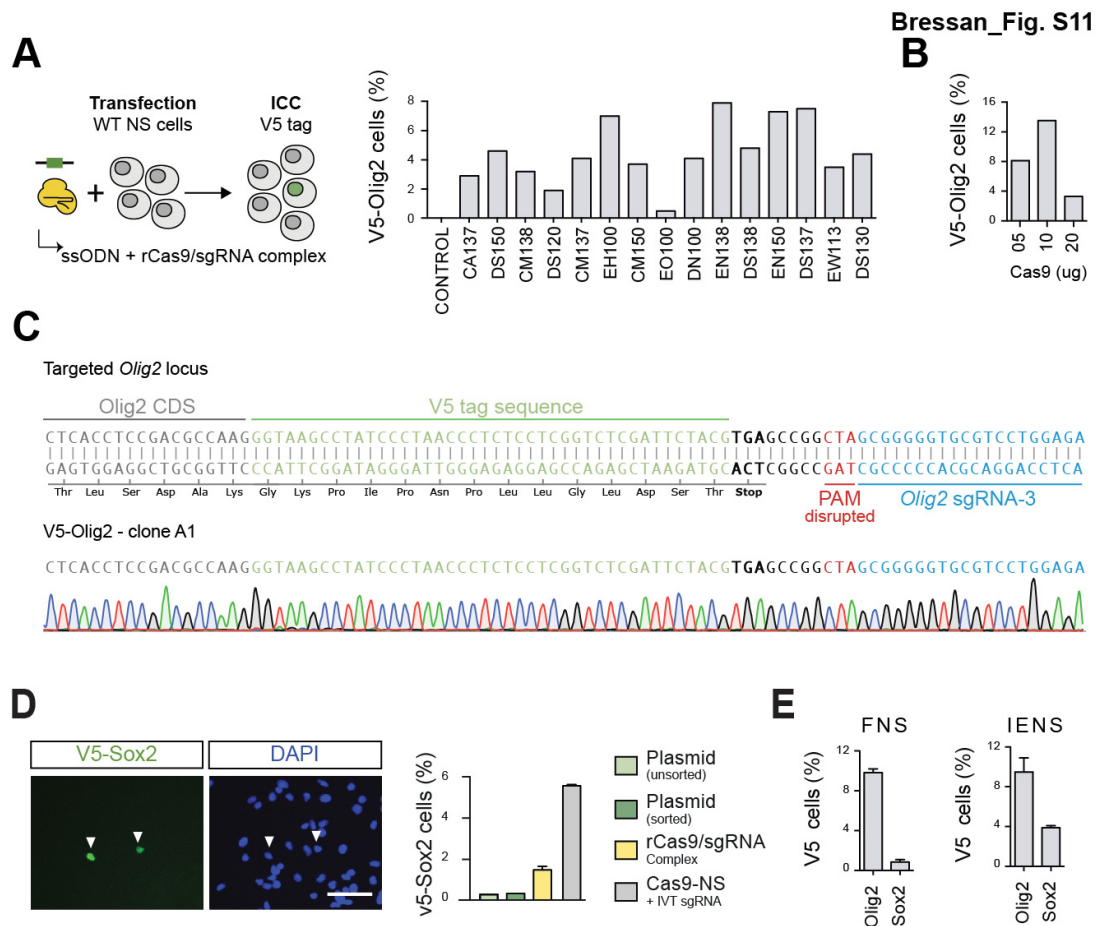 Bressan_Fig. S11
A
Transfection
WT NS cells
ICC
V5 tag
+
ssODN + rCas9/sgRNA complex
V5-Olig2 cells (%)
8
6
4
2
0
CONTROL
CA137
DS150
CM138
DS120
CM137
EH100
CM150
EO100
DN100
EN138
DS138
EN150
DS137
EW113
DS130
B
V5-Olig2 cells (%)
16
12
8
4
0
05
10
20
Cas9 (ug)
C
Targeted Olig2 locus
Olig2 CDS
V5 tag sequence
CTCACCTCCGACGCCAAGGGTAAGCCTATCCCTAACCCTCTCCTCGGTCTCGATTCTACGTGAGCCGGCTAGCGGGGGTGCGTCCTGGAGA
GAGTGGAGGCTGCGGTTCCCATTCGGATAGGGATTGGGAGAGGAGCCAGAGCTAAGATGCACTCGGCCGATCGCCCCCACGCAGGACCTCA
Thr Leu Ser Asp Ala Lys Gly Lys Pro Ile Pro Asn Pro Leu Leu Gly Leu Asp Ser Thr Stop
PAM
disrupted
Olig2 sgRNA-3
V5-Olig2 - clone A1
CTCACCTCCGACGCCAAGGGTAAGCCTATCCCTAACCCTCTCCTCGGTCTCGATTCTACGTGAGCCGGCTAGCGGGGGTGCGTCCTGGAGA
D
V5-Sox2
DAPI
v5-Sox2 cells (%)
6
4
2
0
Plasmid
(unsorted)
Plasmid
(sorted)
rCas9/sgRNA
Complex
Cas9-NS
+ IVT sgRNA
E
FNS
V5 cells (%)
12
8
4
0
Olig2
Sox2
IENS
V5 cells (%)
12
8
4
0
Olig2
Sox2